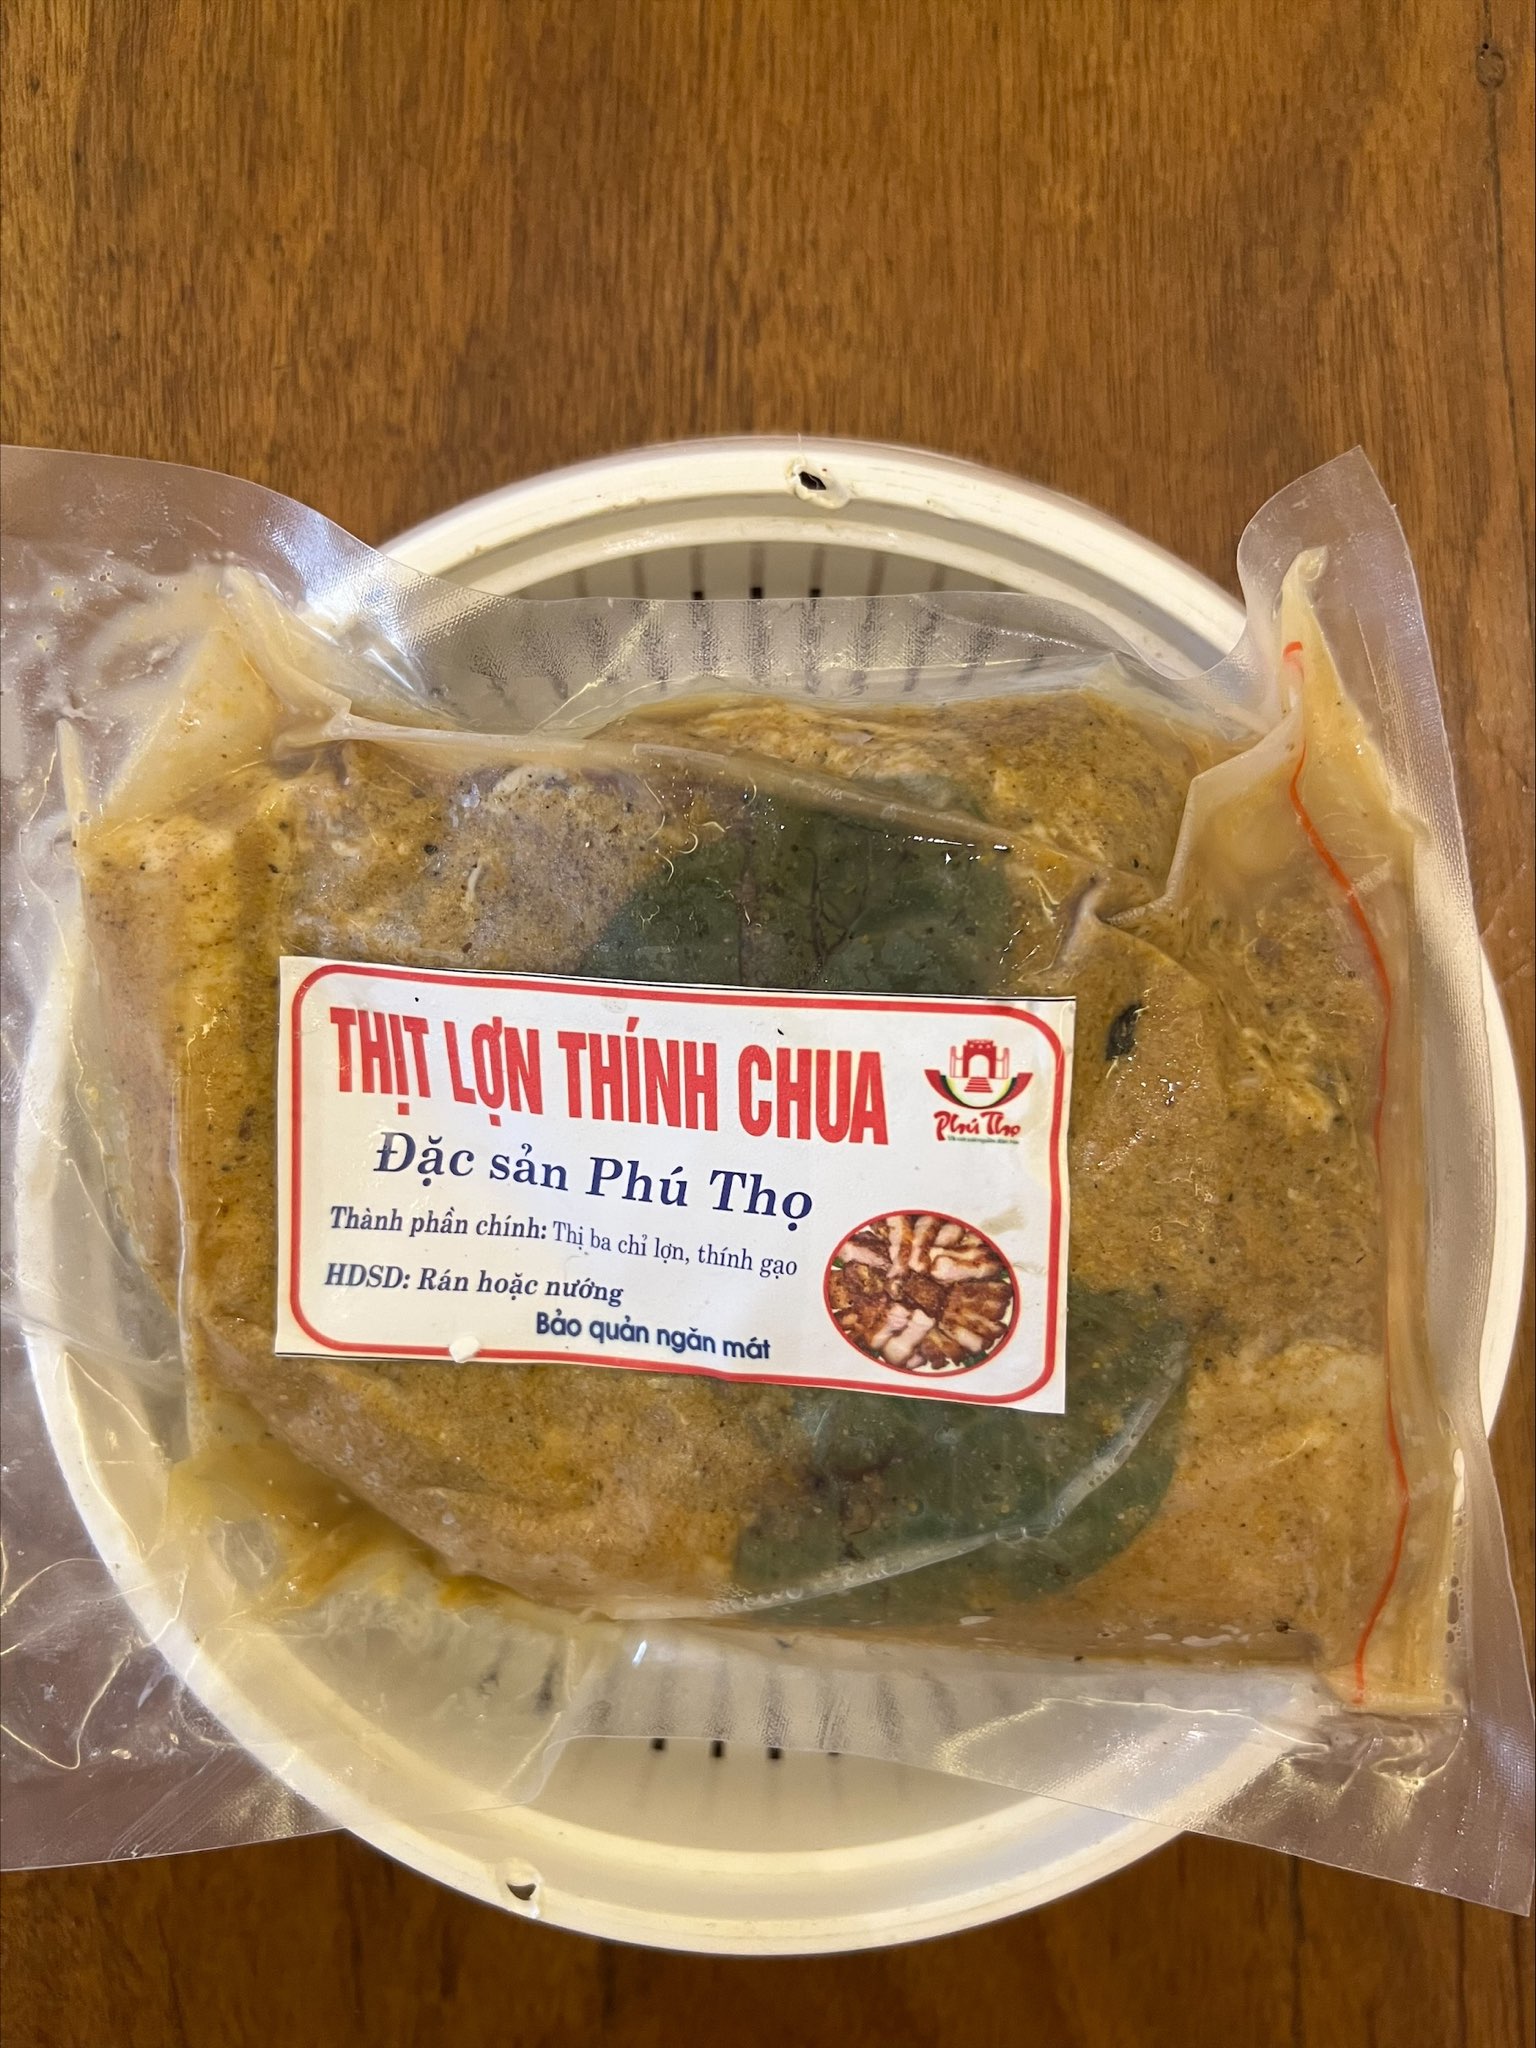 THỊT LỢN THÍNH CHUA
Phú Thọ
Đặc sản Phú Thọ
Thành phần chính: Thị ba chỉ lợn, thính gạo
HDSD: Rán hoặc nướng
Bảo quản ngăn mát